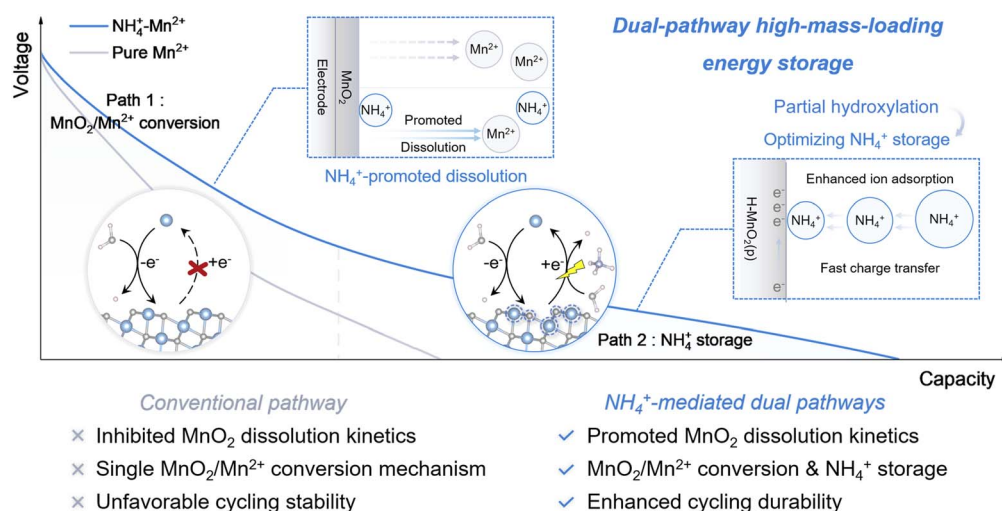 Voltage
NH₄⁺-Mn²⁺
Pure Mn²⁺
Path 1 :
MnO₂/Mn²⁺ conversion
Electrode
MnO₂
Mn²⁺
Mn²⁺
NH₄⁺
NH₄⁺
Promoted
Mn²⁺
Dissolution
NH₄⁺-promoted dissolution
Dual-pathway high-mass-loading
energy storage
Partial hydroxylation
Optimizing NH₄⁺ storage
H-MnO₂(p)
Enhanced ion adsorption
e⁻
e⁻
e⁻
NH₄⁺
NH₄⁺
NH₄⁺
Fast charge transfer
e⁻
-e⁻
+e⁻
-e⁻
+e⁻
Path 2 : NH₄⁺ storage
Capacity
Conventional pathway
× Inhibited MnO₂ dissolution kinetics
× Single MnO₂/Mn²⁺ conversion mechanism
× Unfavorable cycling stability
NH₄⁺-mediated dual pathways
✓ Promoted MnO₂ dissolution kinetics
✓ MnO₂/Mn²⁺ conversion & NH₄⁺ storage
✓ Enhanced cycling durability